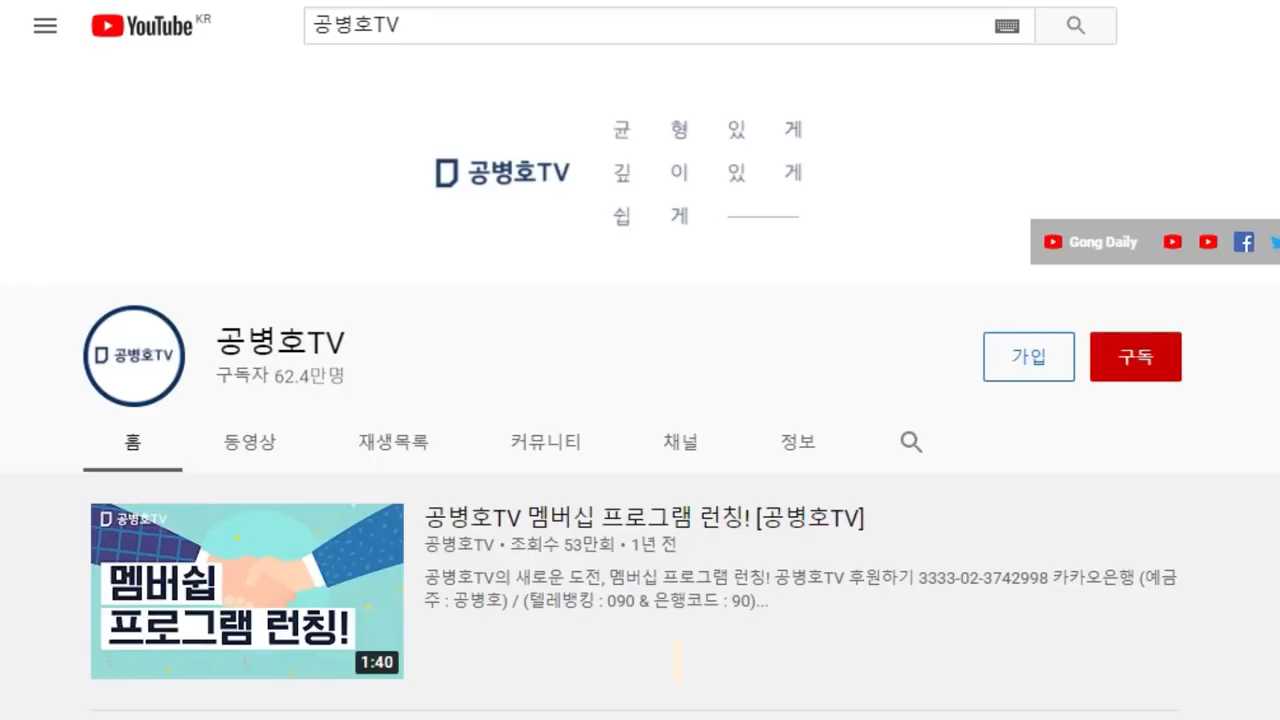 YouTube KR
공병호TV
균형있게
공병호TV
깊이있게
쉽게
Gong Daily
공병호TV
공병호TV
구독자 62.4만명
가입
구독
홈
동영상
재생목록
커뮤니티
채널
정보
공병호TV
멤버쉽
프로그램 런칭!
1:40
공병호TV 멤버십 프로그램 런칭! [공병호TV]
공병호TV • 조회수 53만회 • 1년 전
공병호TV의 새로운 도전, 멤버십 프로그램 런칭! 공병호TV 후원하기 3333-02-3742998 카카오은행 (예금
주 : 공병호) / (텔레뱅킹 : 090 & 은행코드 : 90)...